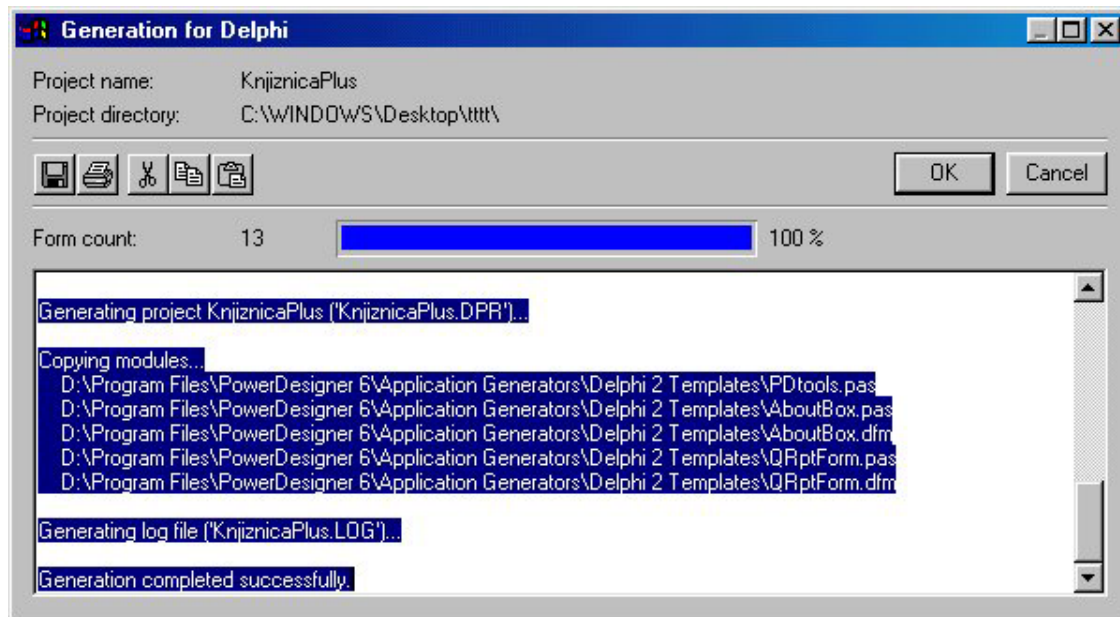 Generation for Delphi
Project name: KnjiznicaPlus
Project directory: C:\WINDOWS\Desktop\tttt\
OK Cancel
Form count: 13 100 %
Generating project KnjiznicaPlus ('KnjiznicaPlus.DPR')...
Copying modules...
D:\Program Files\PowerDesigner 6\Application Generators\Delphi 2 Templates\PDtools.pas
D:\Program Files\PowerDesigner 6\Application Generators\Delphi 2 Templates\AboutBox.pas
D:\Program Files\PowerDesigner 6\Application Generators\Delphi 2 Templates\AboutBox.dfm
D:\Program Files\PowerDesigner 6\Application Generators\Delphi 2 Templates\QRptForm.pas
D:\Program Files\PowerDesigner 6\Application Generators\Delphi 2 Templates\QRptForm.dfm
Generating log file ('KnjiznicaPlus.LOG')...
Generation completed successfully.